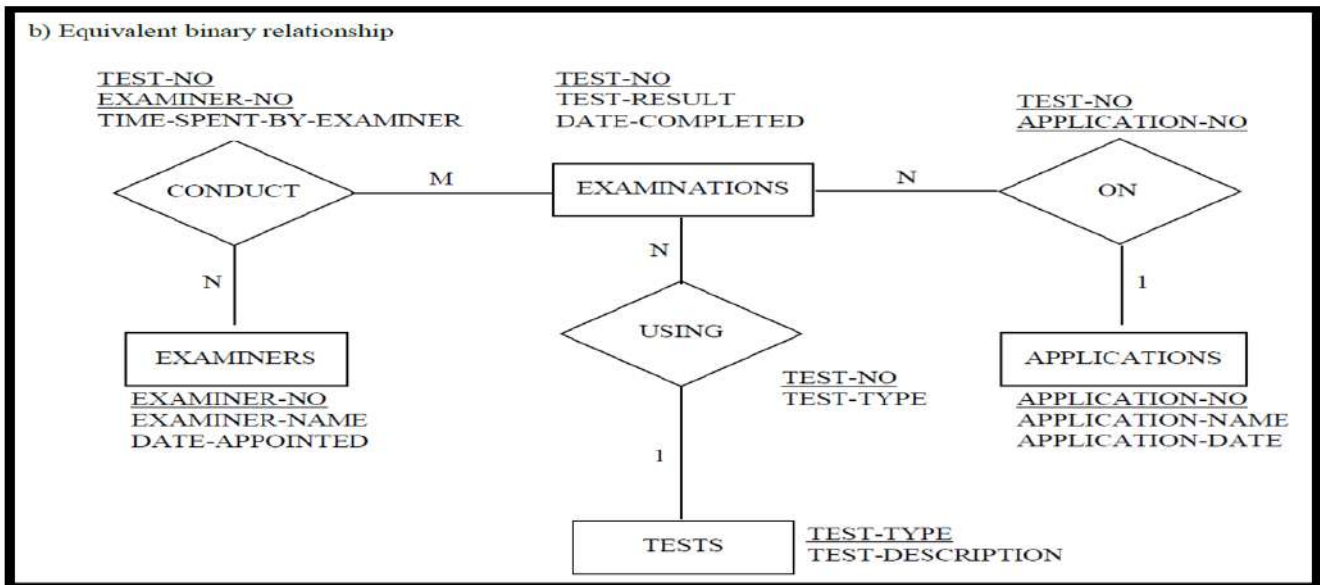 b) Equivalent binary relationship
TEST-NO
EXAMINER-NO
TIME-SPENT-BY-EXAMINER
TEST-NO
TEST-RESULT
DATE-COMPLETED
TEST-NO
APPLICATION-NO
CONDUCT
M
EXAMINATIONS
N
ON
N
N
1
EXAMINERS
EXAMINER-NO
EXAMINER-NAME
DATE-APPOINTED
USING
TEST-NO
TEST-TYPE
APPLICATIONS
APPLICATION-NO
APPLICATION-NAME
APPLICATION-DATE
1
TESTS
TEST-TYPE
TEST-DESCRIPTION